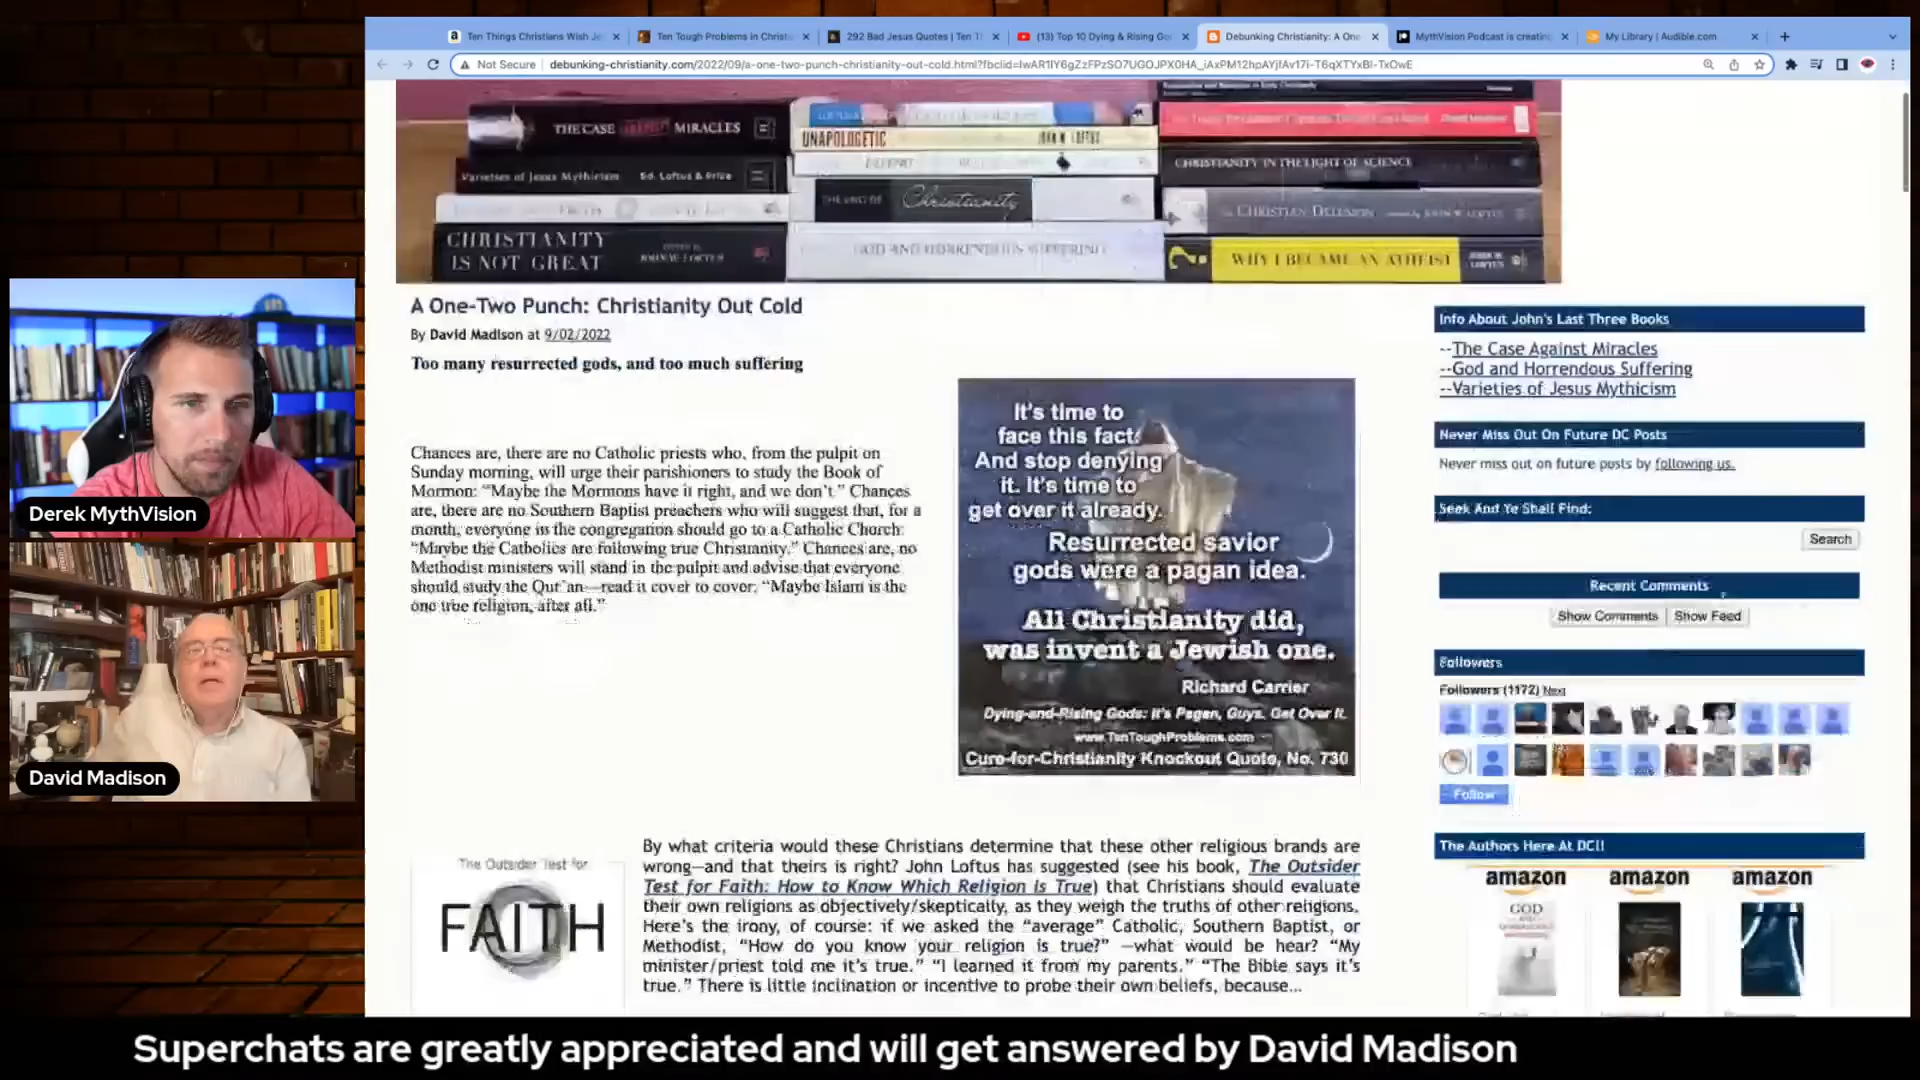 Ten Things Christians Wish Je
Ten Tough Problems in Christi
292 Bad Jesus Quotes | Ten T
(13) Top 10 Dying & Rising Go
Debunking Christianity: A One
MythVision Podcast is creating
My Library | Audible.com
Not Secure
debunking-christianity.com/2022/09/a-one-two-punch-christianity-out-cold.html?fbclid=
THE CASE AGAINST MIRACLES
UNAPOLOGETIC
JOHN W. LOFTUS
Varieties of Jesus Mythicism Ed. Loftus & Price
CHRISTIANITY IN THE LIGHT OF SCIENCE
THE END OF Christianity
THE CHRISTIAN DELUSION
CHRISTIANITY
IS NOT GREAT
JOHN W. LOFTUS
GOD AND HORRENDOUS SUFFERING
? WHY I BECAME AN ATHEIST
A One-Two Punch: Christianity Out Cold
By David Madison at 9/02/2022
Too many resurrected gods, and too much suffering
Chances are, there are no Catholic priests who, from the pulpit on
Sunday morning, will urge their parishioners to study the Book of
Mormon: "Maybe the Mormons have it right, and we don't." Chances
are, there are no Southern Baptist preachers who will suggest that, for a
month, everyone in the congregation should go to a Catholic Church:
"Maybe the Catholics are following true Christianity." Chances are, no
Methodist ministers will stand in the pulpit and advise that everyone
should study the Qur'an—read it cover to cover. "Maybe Islam is the
one true religion, after all."
It's time to
face this fact.
And stop denying
it. It's time to
get over it already.
Resurrected savior
gods were a pagan idea.
All Christianity did,
was invent a Jewish one.
Richard Carrier
Dying-and-Rising Gods: It's Pagan, Guys. Get Over It.
www.TenToughProblems.com
Cure-for-Christianity Knockout Quote, No. 730
The Outsider Test for
FAITH
By what criteria would these Christians determine that these other religious brands are
wrong—and that theirs is right? John Loftus has suggested (see his book, The Outsider
Test for Faith: How to Know Which Religion is True) that Christians should evaluate
their own religions as objectively/skeptically, as they weigh the truths of other religions.
Here's the irony, of course: if we asked the "average" Catholic, Southern Baptist, or
Methodist, "How do you know your religion is true?" —what would be hear? "My
minister/priest told me it's true." "I learned it from my parents." "The Bible says it's
true." There is little inclination or incentive to probe their own beliefs, because...
Info About John's Last Three Books
--The Case Against Miracles
--God and Horrendous Suffering
--Varieties of Jesus Mythicism
Never Miss Out On Future DC Posts
Never miss out on future posts by following us.
Seek And Ye Shall Find:
Search
Recent Comments
Show Comments
Show Feed
Followers
Followers (1172) Next
Follow
The Authors Here At DC!!
amazon amazon amazon
GOD
Derek MythVision
David Madison
Superchats are greatly appreciated and will get answered by David Madison